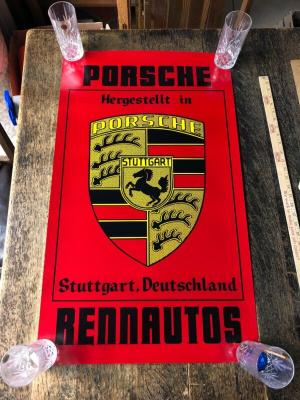 PORSCHE
Hergestellt in
PORSCHE
STUTTGART
Stuttgart, Deutschland
RENNAUTOS